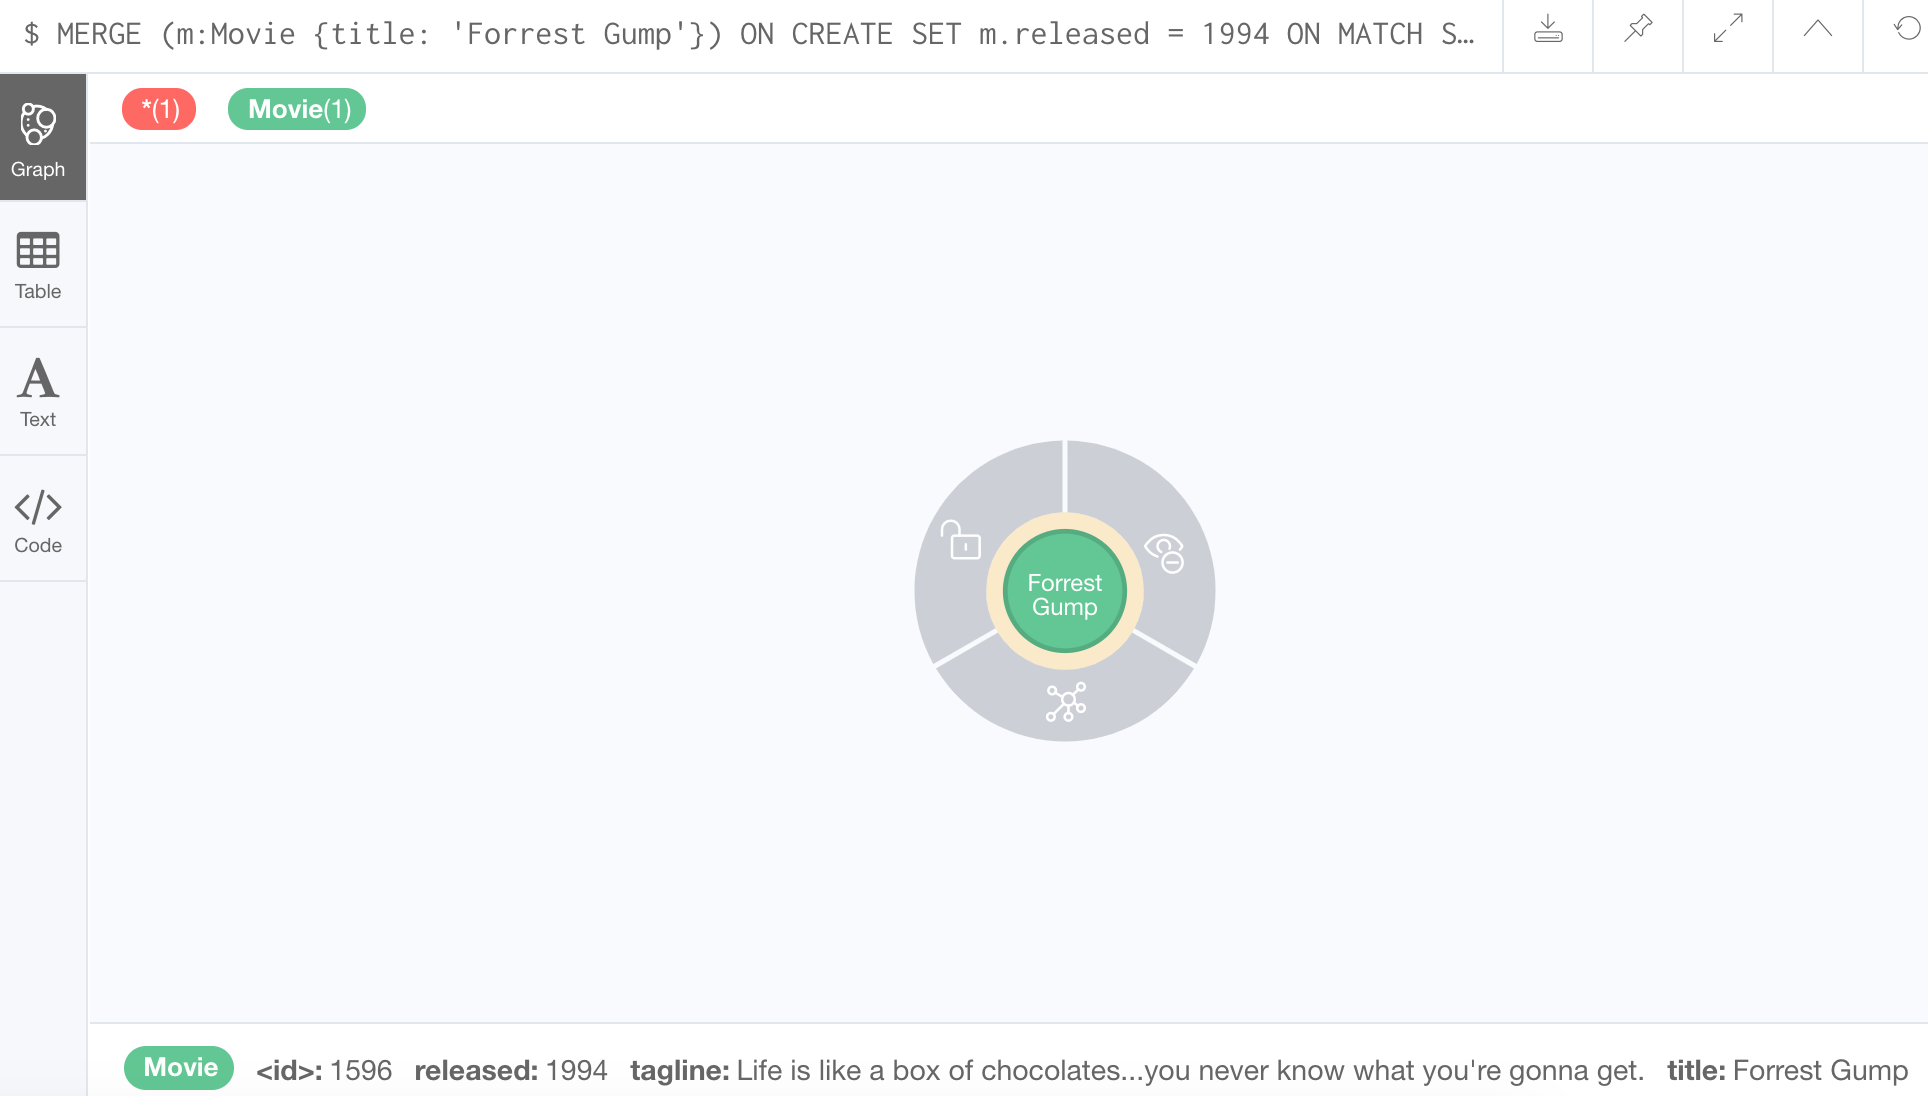 $ MERGE (m:Movie {title: 'Forrest Gump'}) ON CREATE SET m.released = 1994 ON MATCH S…
*(1) Movie(1)
Graph
Table
Text
Code
Forrest
Gump
Movie <id>: 1596 released: 1994 tagline: Life is like a box of chocolates...you never know what you're gonna get. title: Forrest Gump